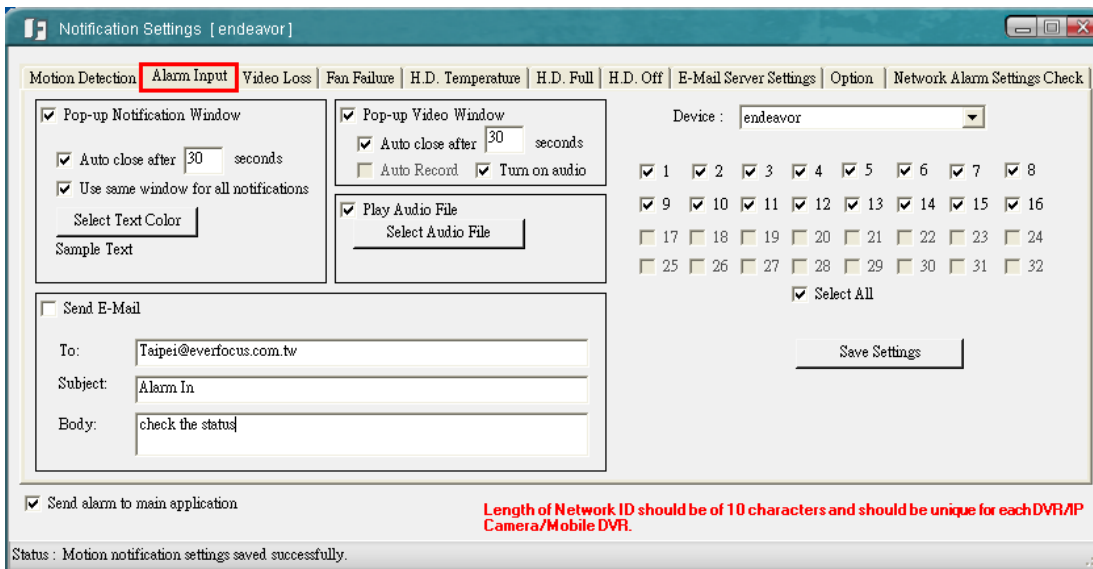 Notification Settings [endeavor]
Motion Detection Alarm Input Video Loss Fan Failure H.D. Temperature H.D. Full H.D. Off E-Mail Server Settings Option Network Alarm Settings Check
Pop-up Notification Window
Auto close after 30 seconds
Use same window for all notifications
Select Text Color
Sample Text
Pop-up Video Window
Auto close after 30 seconds
Auto Record Turn on audio
Play Audio File
Select Audio File
Device : endeavor
1 2 3 4 5 6 7 8
9 10 11 12 13 14 15 16
17 18 19 20 21 22 23 24
25 26 27 28 29 30 31 32
Select All
Save Settings
Send E-Mail
To: Taipei@everfocus.com.tw
Subject: Alarm In
Body: check the status
Send alarm to main application
Length of Network ID should be of 10 characters and should be unique for each DVR/IP
Camera/Mobile DVR.
Status : Motion notification settings saved successfully.